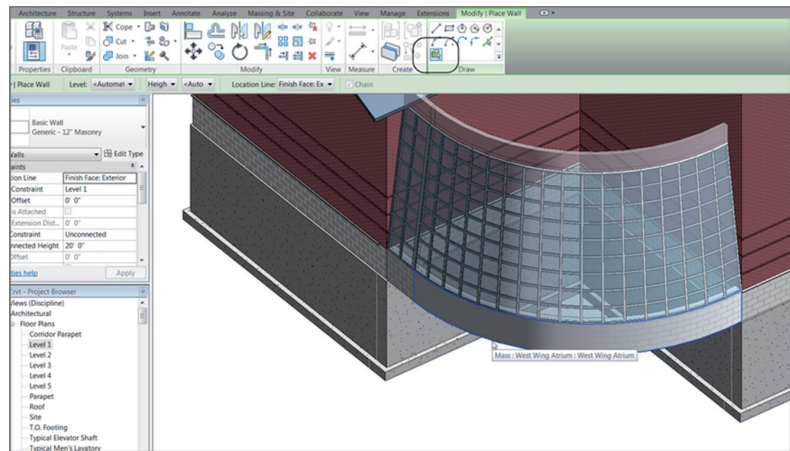 Architecture Structure Systems Insert Annotate Analyze Massing & Site Collaborate View Manage Extensions Modify | Place Wall
Paste
Cope
Cut
Join
Properties Clipboard Geometry Modify View Measure Create Draw
| Place Wall Level: <Automat Heigh <Auto Location Line: Finish Face: Ex Chain
ies
Basic Wall
Generic - 12" Masonry
Walls Edit Type
aints
ion Line Finish Face: Exterior
Constraint Level 1
Offset 0' 0"
is Attached
Extension Dist... 0' 0"
Constraint Unconnected
nnected Height 20' 0"
Offset 0' 0"
ties help Apply
.rvt - Project Browser
Views (Discipline)
Architectural
Floor Plans
Corridor Parapet
Level 1
Level 2
Level 3
Level 4
Level 5
Parapet
Roof
Site
T.O. Footing
Typical Elevator Shaft
Typical Men's Lavatory
Mass : West Wing Atrium : West Wing Atrium